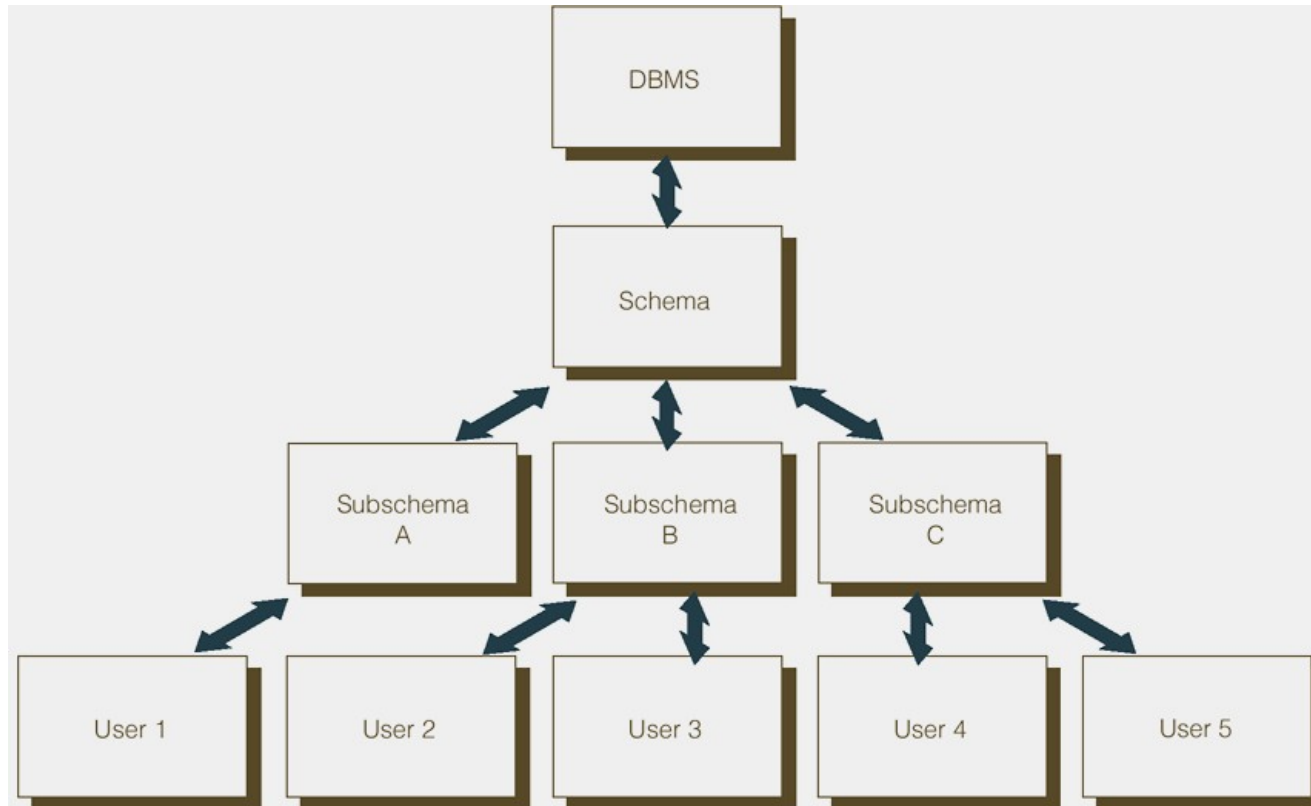 DBMS
Schema
Subschema
A
Subschema
B
Subschema
C
User 1
User 2
User 3
User 4
User 5